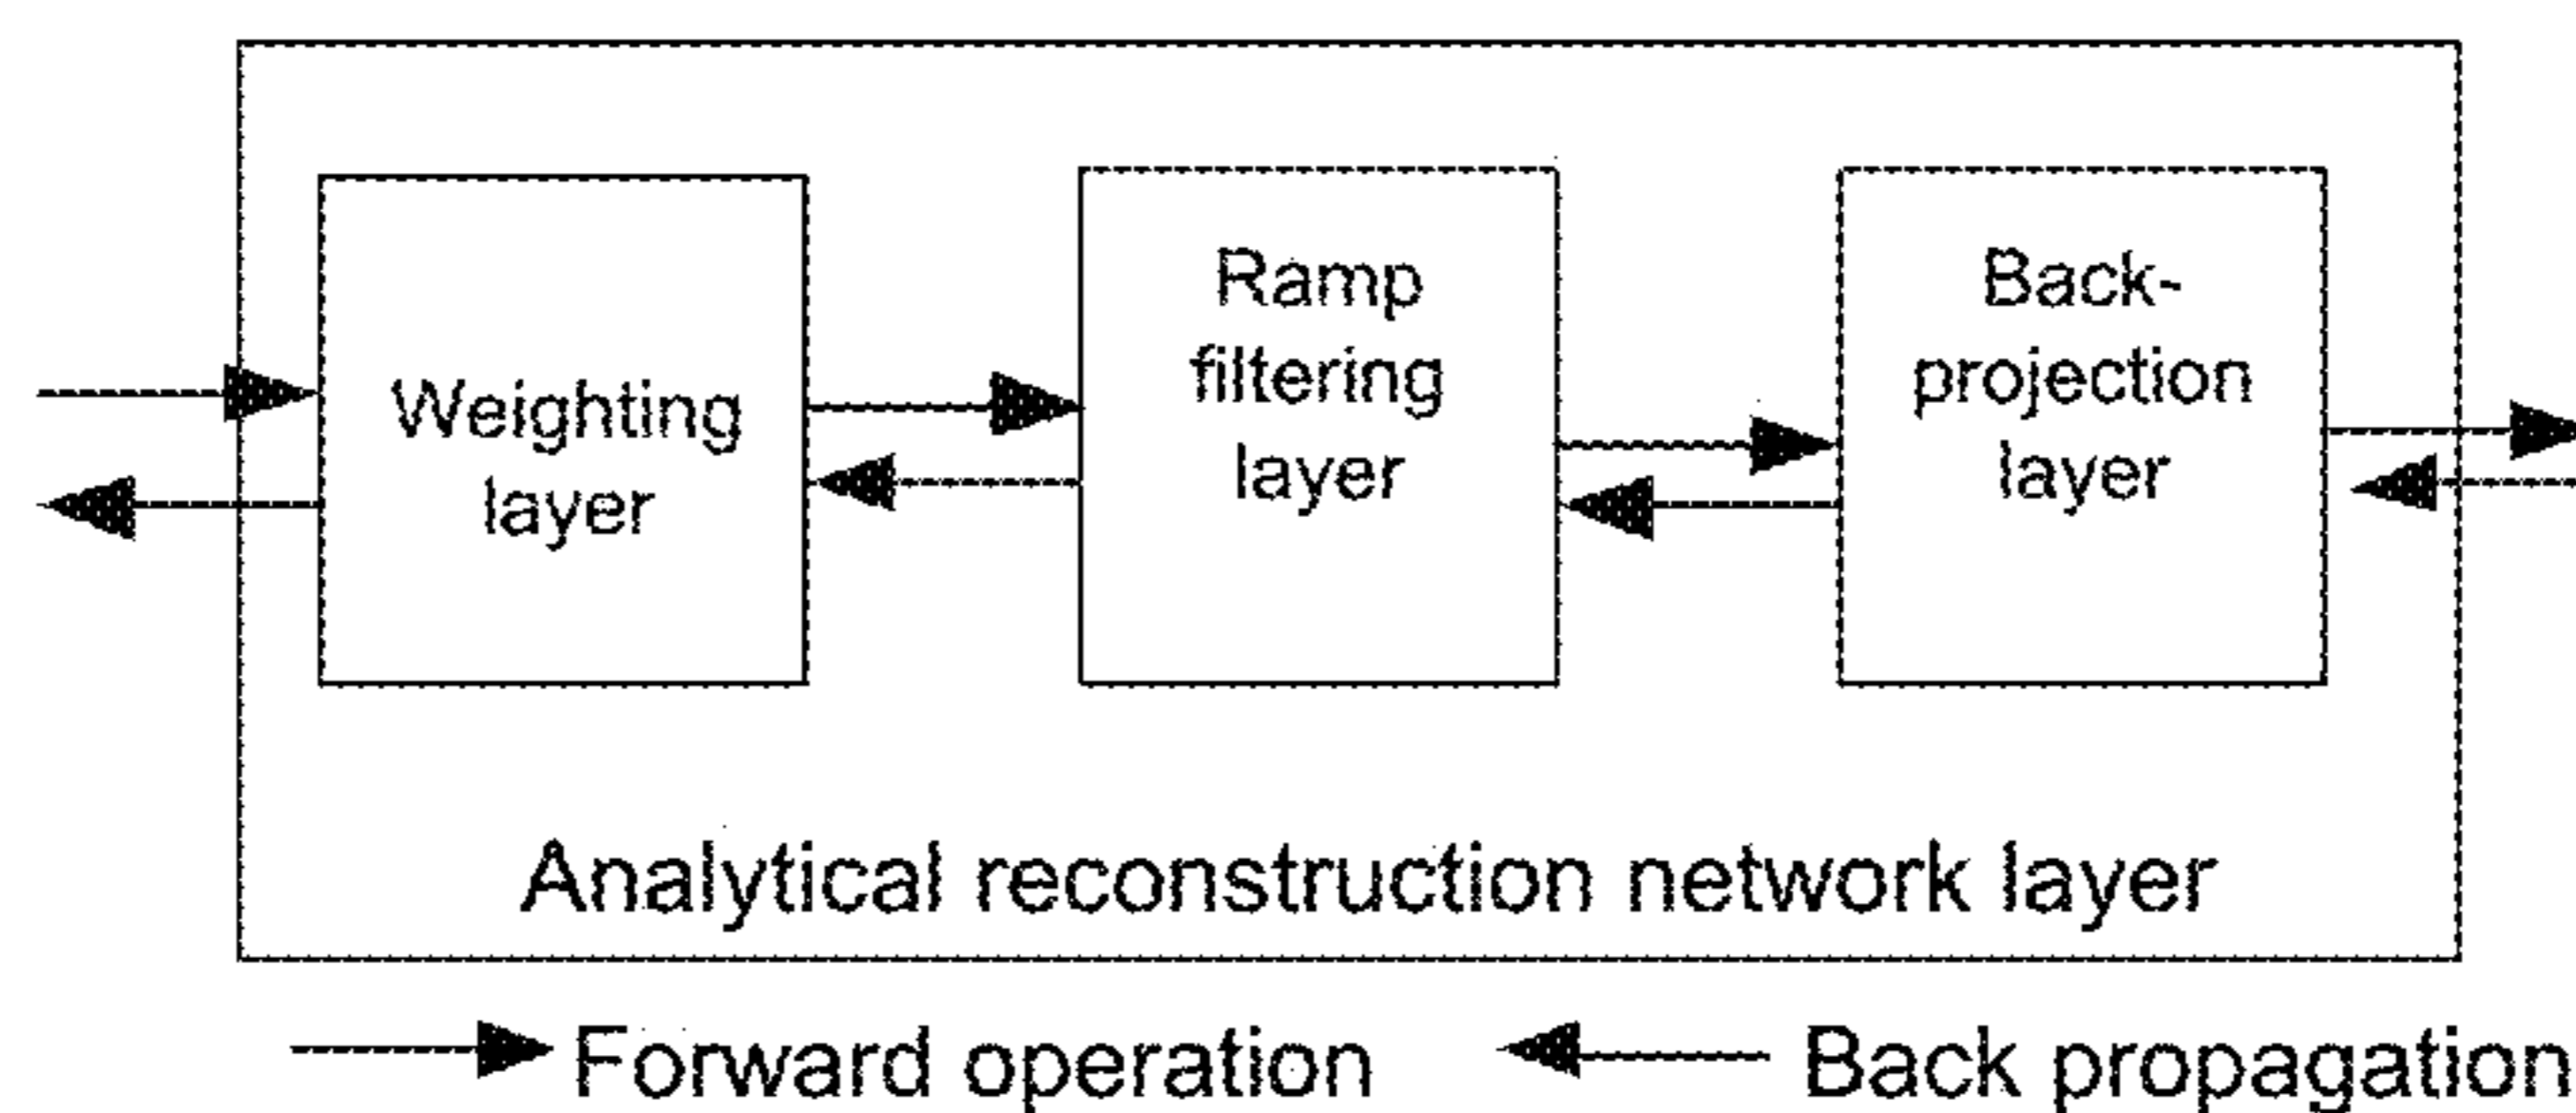 Weighting
layer
Ramp
filtering
layer
Back-
projection
layer
Analytical reconstruction network layer
Forward operation
Back propagation